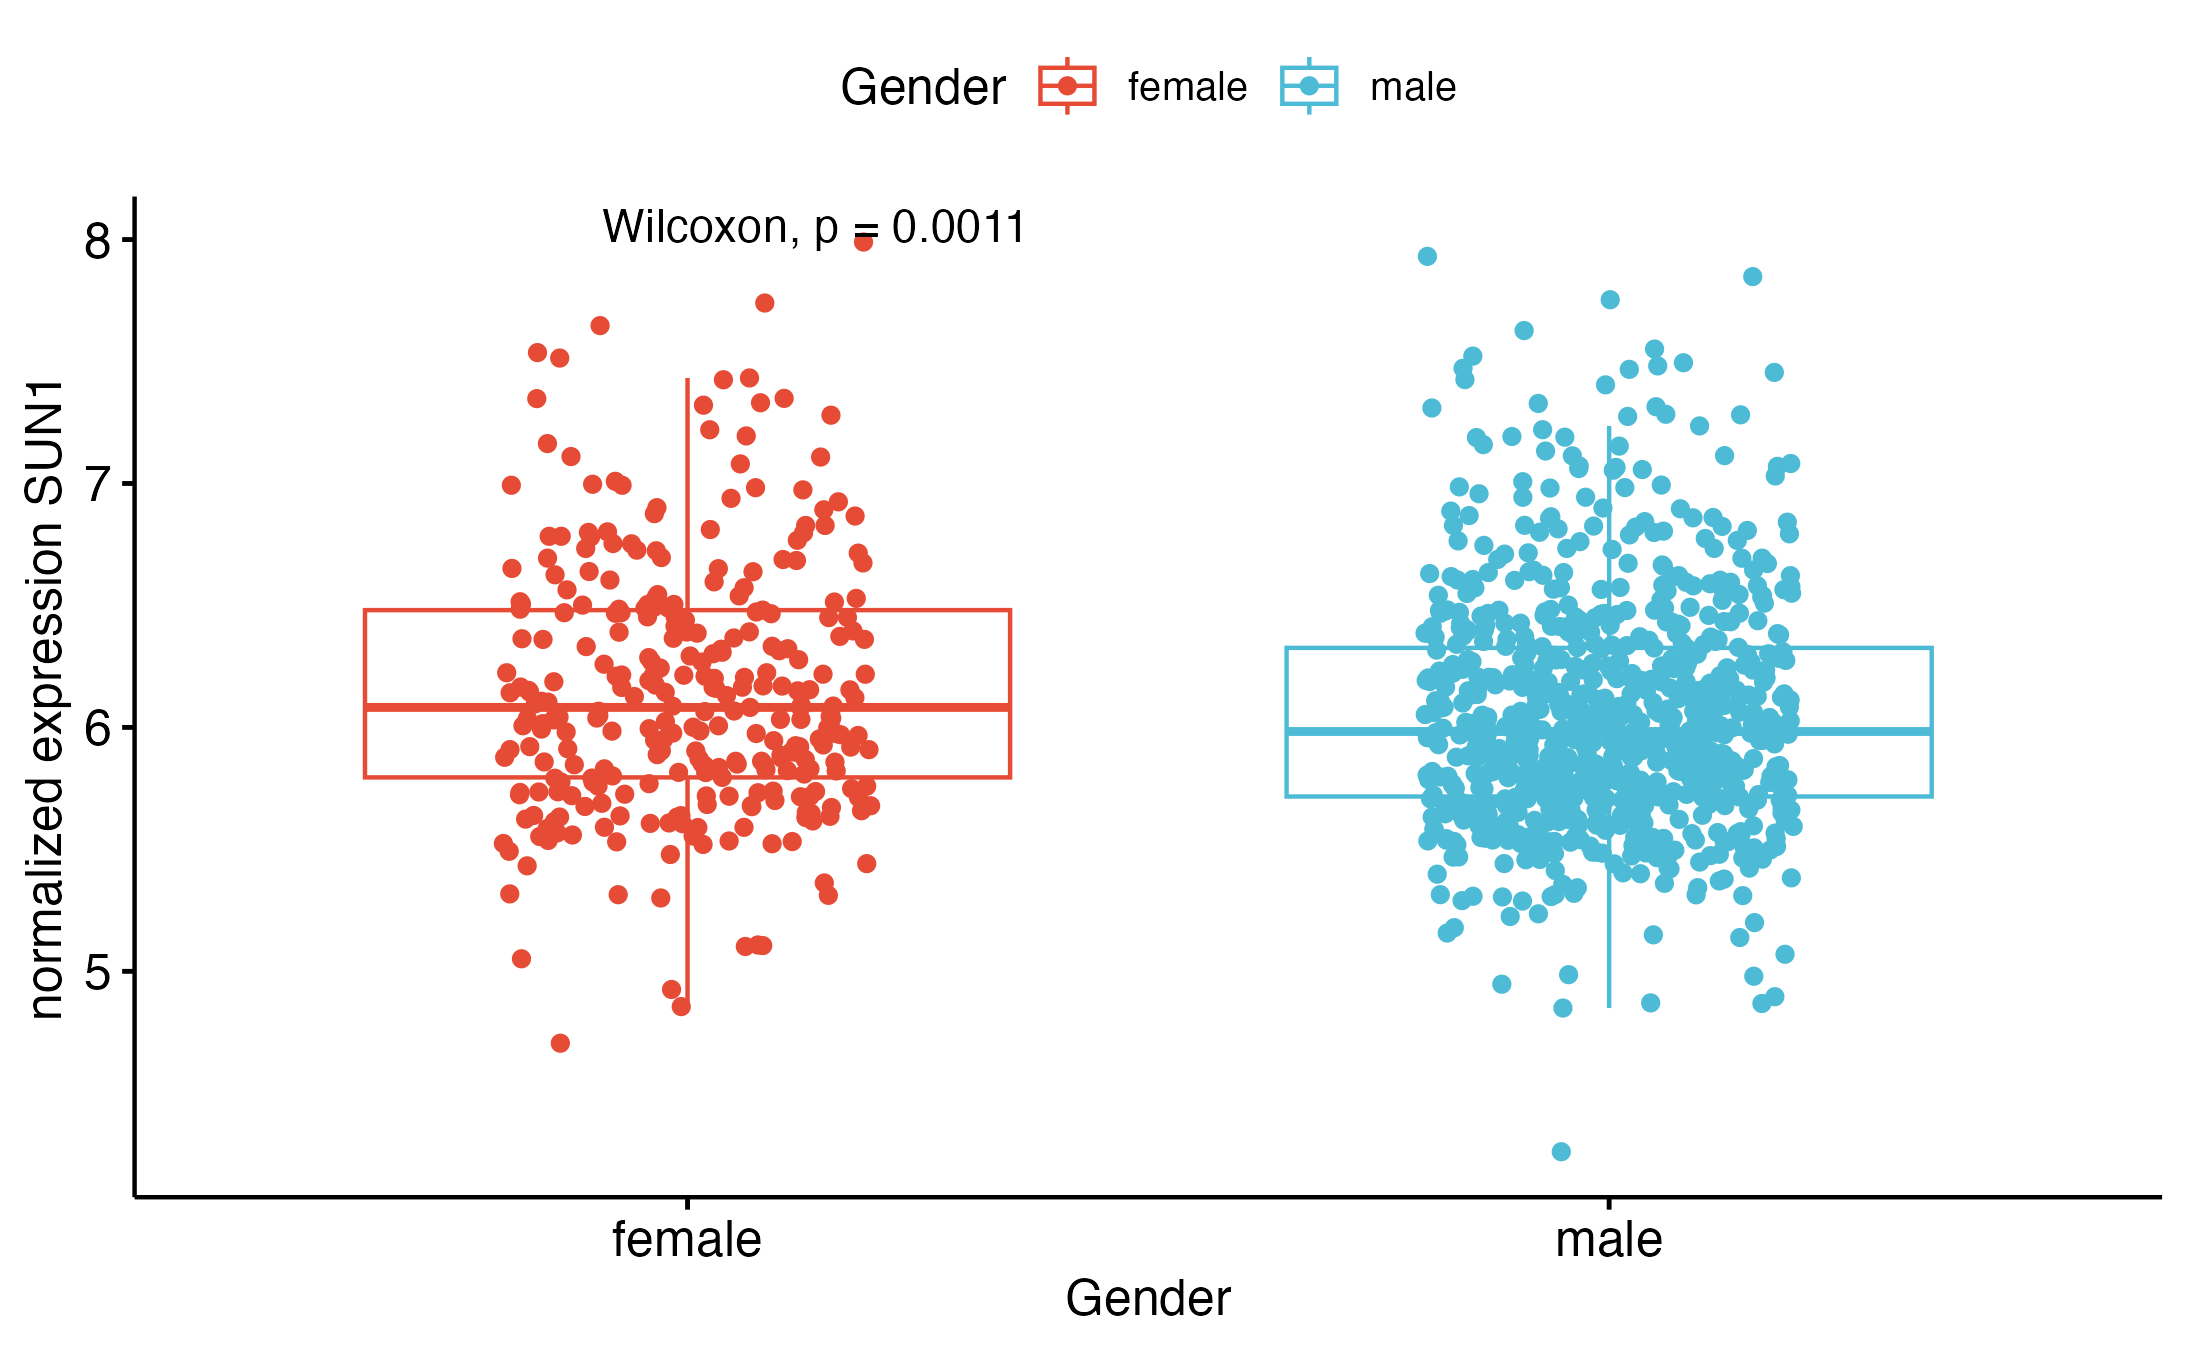 Gender female male
Wilcoxon, p = 0.0011
normalized expression SUN1
8
7
6
5
female male
Gender